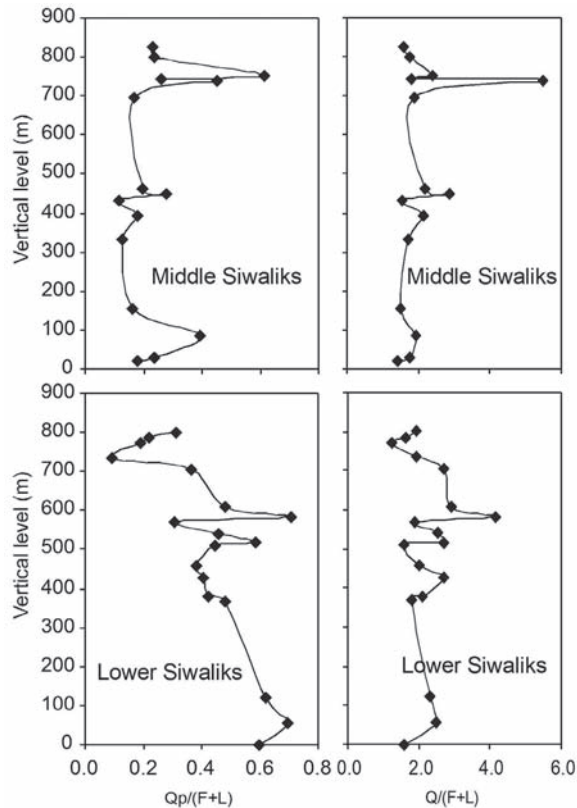 900
800
700
600
500
400
300
200
100
0
Vertical level (m)
Middle Siwaliks
Middle Siwaliks
900
800
700
600
500
400
300
200
100
0
Vertical level (m)
Lower Siwaliks
Lower Siwaliks
0.0 0.2 0.4 0.6 0.8
0.0 2.0 4.0 6.0
Qp/(F+L)
Q/(F+L)